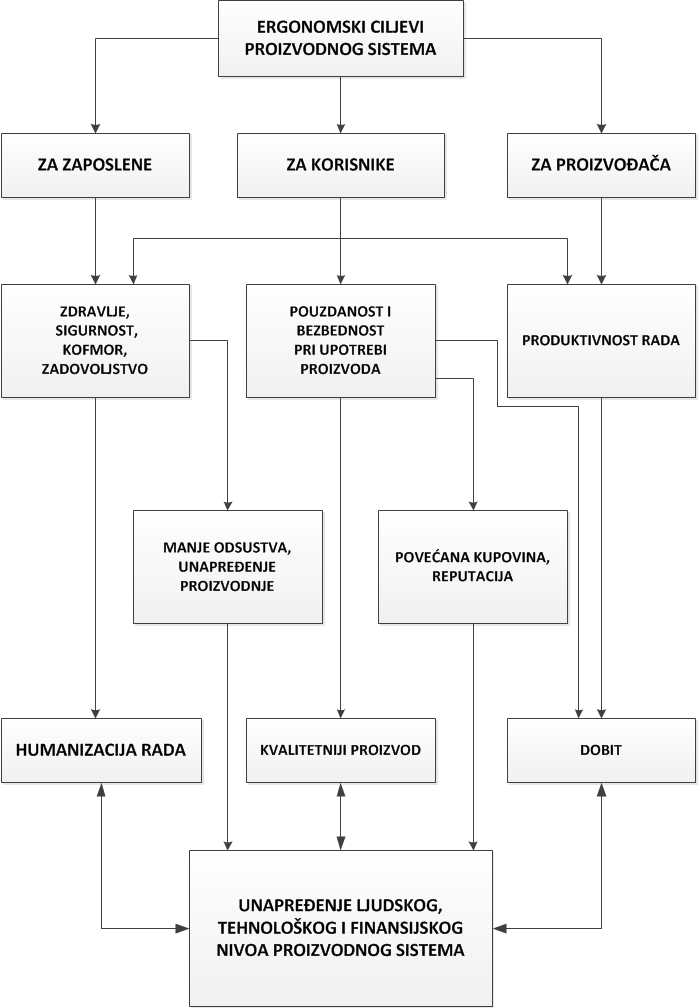 ERGONOMSKI CILJEVI
PROIZVODNOG SISTEMA
ZA ZAPOSLENE
ZA KORISNIKE
ZA PROIZVOĐAČA
ZDRAVLJE,
SIGURNOST,
KOFMOR,
ZADOVOLJSTVO
POUZDANOST I
BEZBEDNOST
PRI UPOTREBI
PROIZVODA
PRODUKTIVNOST RADA
MANJE ODSUSTVA,
UNAPREĐENJE
PROIZVODNJE
POVEĆANA KUPOVINA,
REPUTACIJA
HUMANIZACIJA RADA
KVALITETNIJI PROIZVOD
DOBIT
UNAPREĐENJE LJUDSKOG,
TEHNOLOŠKOG I FINANSIJSKOG
NIVOA PROIZVODNOG SISTEMA